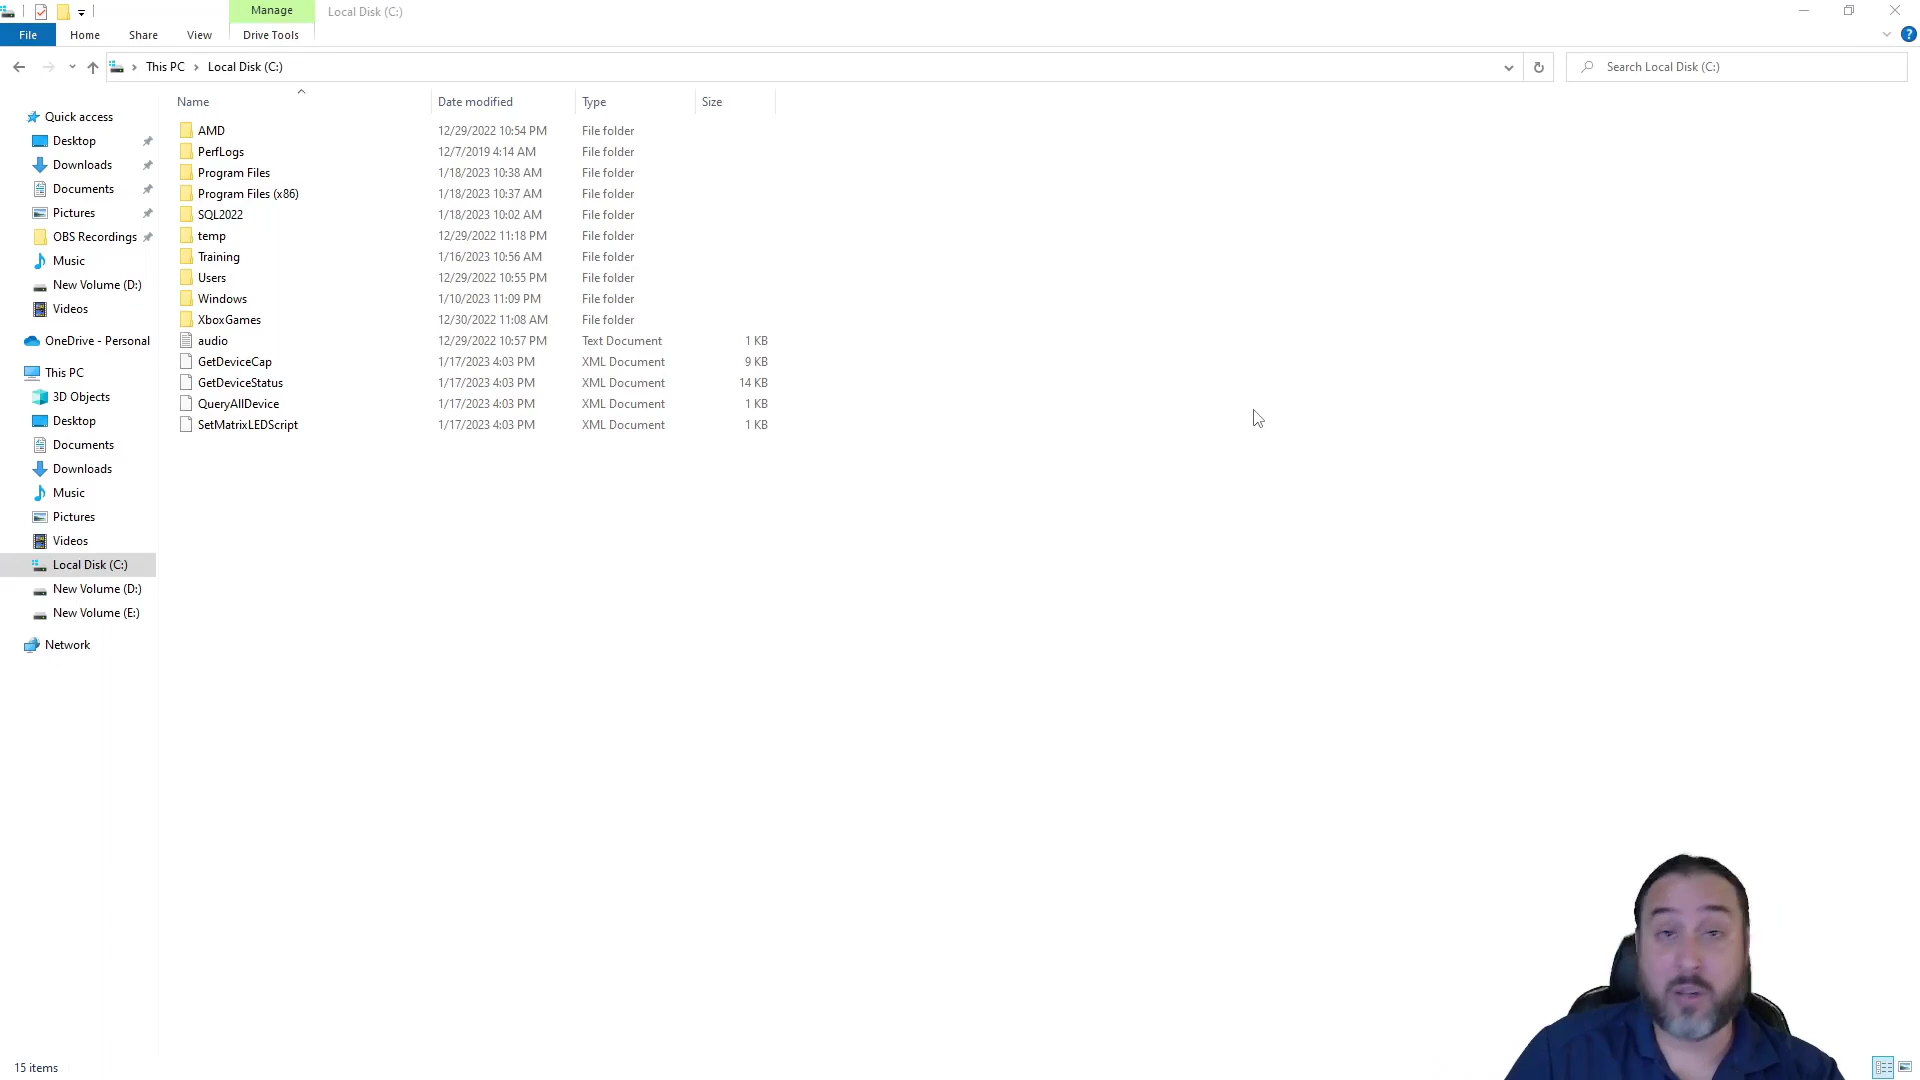 Manage
Local Disk (C:)
File
Home
Share
View
Drive Tools
?
This PC
Local Disk (C:)
Search Local Disk (C:)
Name
Date modified
Type
Size
AMD 12/29/2022 10:54 PM File folder
PerfLogs 12/7/2019 4:14 AM File folder
Program Files 1/18/2023 10:38 AM File folder
Program Files (x86) 1/18/2023 10:37 AM File folder
SQL2022 1/18/2023 10:02 AM File folder
temp 12/29/2022 11:18 PM File folder
Training 1/16/2023 10:56 AM File folder
Users 12/29/2022 10:55 PM File folder
Windows 1/10/2023 11:09 PM File folder
XboxGames 12/30/2022 11:08 AM File folder
audio 12/29/2022 10:57 PM Text Document 1 KB
GetDeviceCap 1/17/2023 4:03 PM XML Document 9 KB
GetDeviceStatus 1/17/2023 4:03 PM XML Document 14 KB
QueryAllDevice 1/17/2023 4:03 PM XML Document 1 KB
SetMatrixLEDScript 1/17/2023 4:03 PM XML Document 1 KB
Quick access
Desktop
Downloads
Documents
Pictures
OBS Recordings
Music
New Volume (D:)
Videos
OneDrive - Personal
This PC
3D Objects
Desktop
Documents
Downloads
Music
Pictures
Videos
Local Disk (C:)
New Volume (D:)
New Volume (E:)
Network
15 items